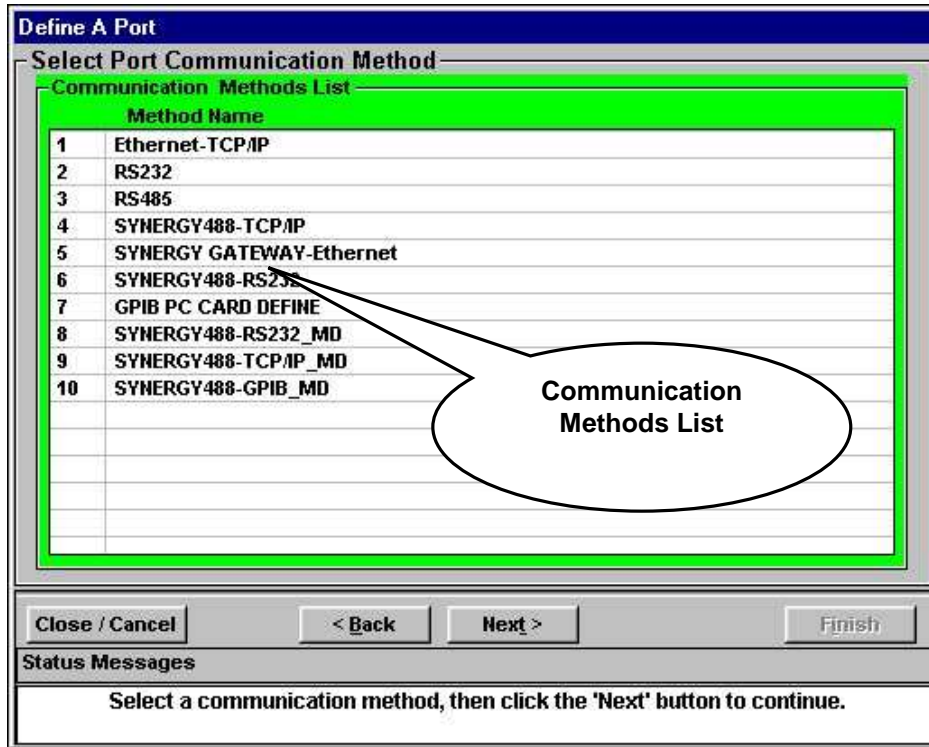 Define A Port
Select Port Communication Method
Communication Methods List
Method Name
1 Ethernet-TCP/IP
2 RS232
3 RS485
4 SYNERGY488-TCP/IP
5 SYNERGY GATEWAY-Ethernet
6 SYNERGY488-RS232
7 GPIB PC CARD DEFINE
8 SYNERGY488-RS232_MD
9 SYNERGY488-TCP/IP_MD
10 SYNERGY488-GPIB_MD
Communication
Methods List
Close / Cancel
< Back
Next >
Finish
Status Messages
Select a communication method, then click the 'Next' button to continue.